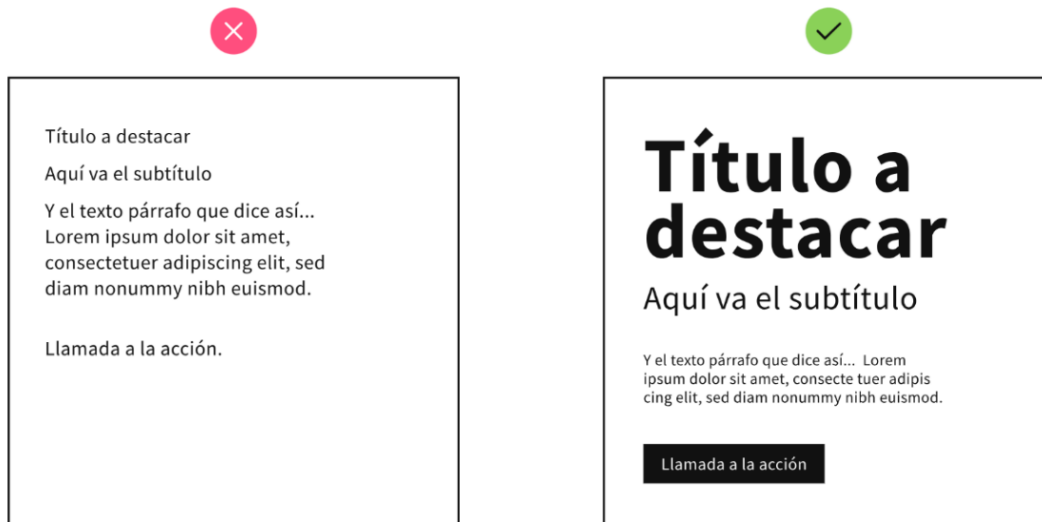 Título a destacar
Aquí va el subtítulo
Y el texto párrafo que dice así...
Lorem ipsum dolor sit amet,
consectetuer adipiscing elit, sed
diam nonummy nibh euismod.
Llamada a la acción.
Título a
destacar
Aquí va el subtítulo
Y el texto párrafo que dice así... Lorem
ipsum dolor sit amet, consecte tuer adipis
cing elit, sed diam nonummy nibh euismod.
Llamada a la acción